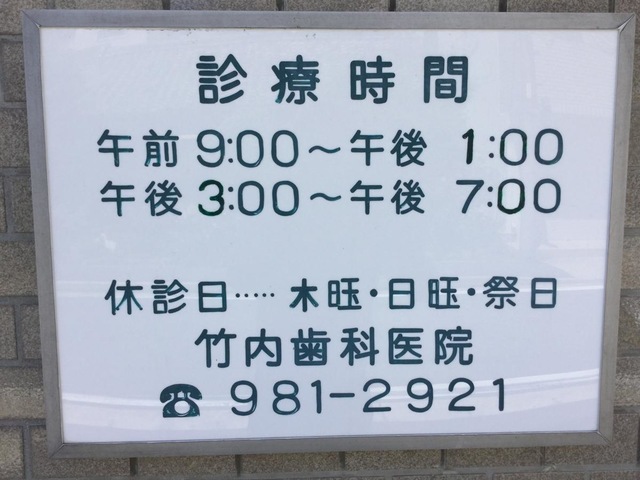 診療時間
午前 9:00～午後 1:00
午後 3:00～午後 7:00
休診日‥‥‥木旺・日旺・祭日
竹内歯科医院
☎ 981-2921